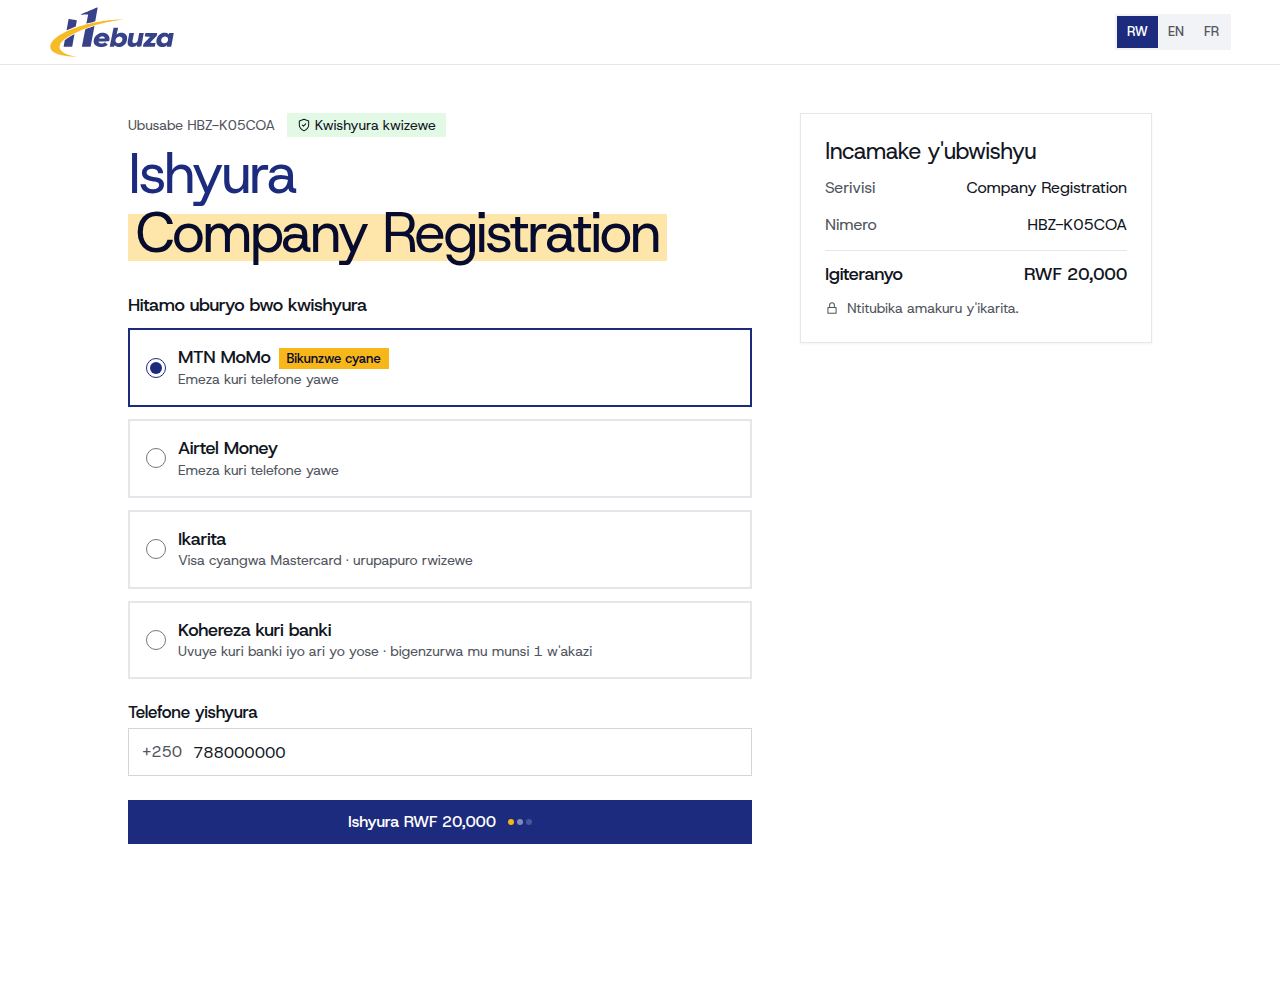 Hebuza
RW EN FR
Ubusabe HBZ-K05COA
Kwishyura kwizewe
Ishyura
Company Registration
Hitamo uburyo bwo kwishyura
MTN MoMo Bikunzwe cyane
Emeza kuri telefone yawe
Airtel Money
Emeza kuri telefone yawe
Ikarita
Visa cyangwa Mastercard · urupapuro rwizewe
Kohereza kuri banki
Uvuye kuri banki iyo ari yo yose · bigenzurwa mu munsi 1 w'akazi
Telefone yishyura
+250 788000000
Ishyura RWF 20,000
Incamake y'ubwishyu
Serivisi Company Registration
Nimero HBZ-K05COA
Igiteranyo RWF 20,000
Ntitubika amakuru y'ikarita.